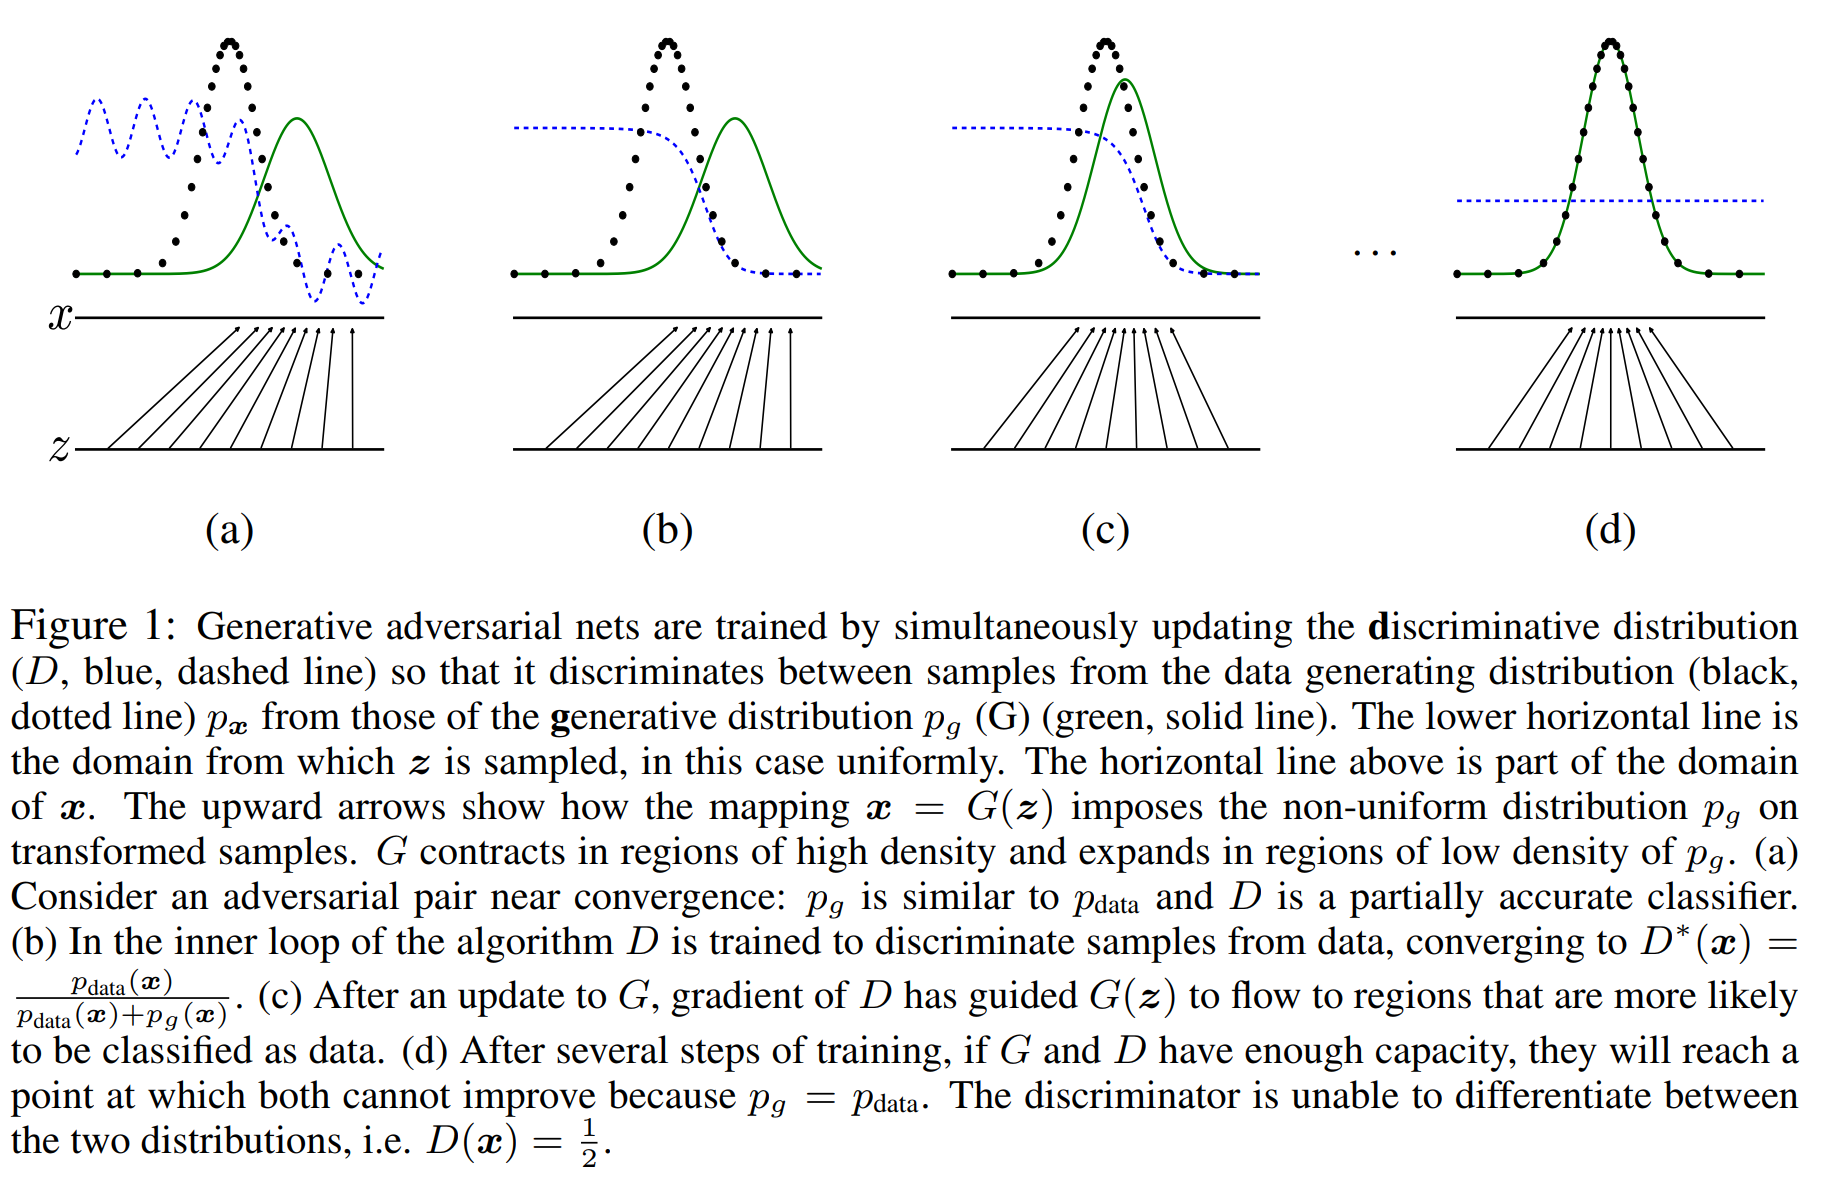 x
z
(a) (b) (c) ... (d)
Figure 1: Generative adversarial nets are trained by simultaneously updating the discriminative distribution
(D, blue, dashed line) so that it discriminates between samples from the data generating distribution (black,
dotted line) pₓ from those of the generative distribution p_g (G) (green, solid line). The lower horizontal line is
the domain from which z is sampled, in this case uniformly. The horizontal line above is part of the domain
of x. The upward arrows show how the mapping x = G(z) imposes the non-uniform distribution p_g on
transformed samples. G contracts in regions of high density and expands in regions of low density of p_g. (a)
Consider an adversarial pair near convergence: p_g is similar to p_data and D is a partially accurate classifier.
(b) In the inner loop of the algorithm D is trained to discriminate samples from data, converging to D*(x) =
p_data(x) / (p_data(x)+p_g(x)). (c) After an update to G, gradient of D has guided G(z) to flow to regions that are more likely
to be classified as data. (d) After several steps of training, if G and D have enough capacity, they will reach a
point at which both cannot improve because p_g = p_data. The discriminator is unable to differentiate between
the two distributions, i.e. D(x) = 1/2.